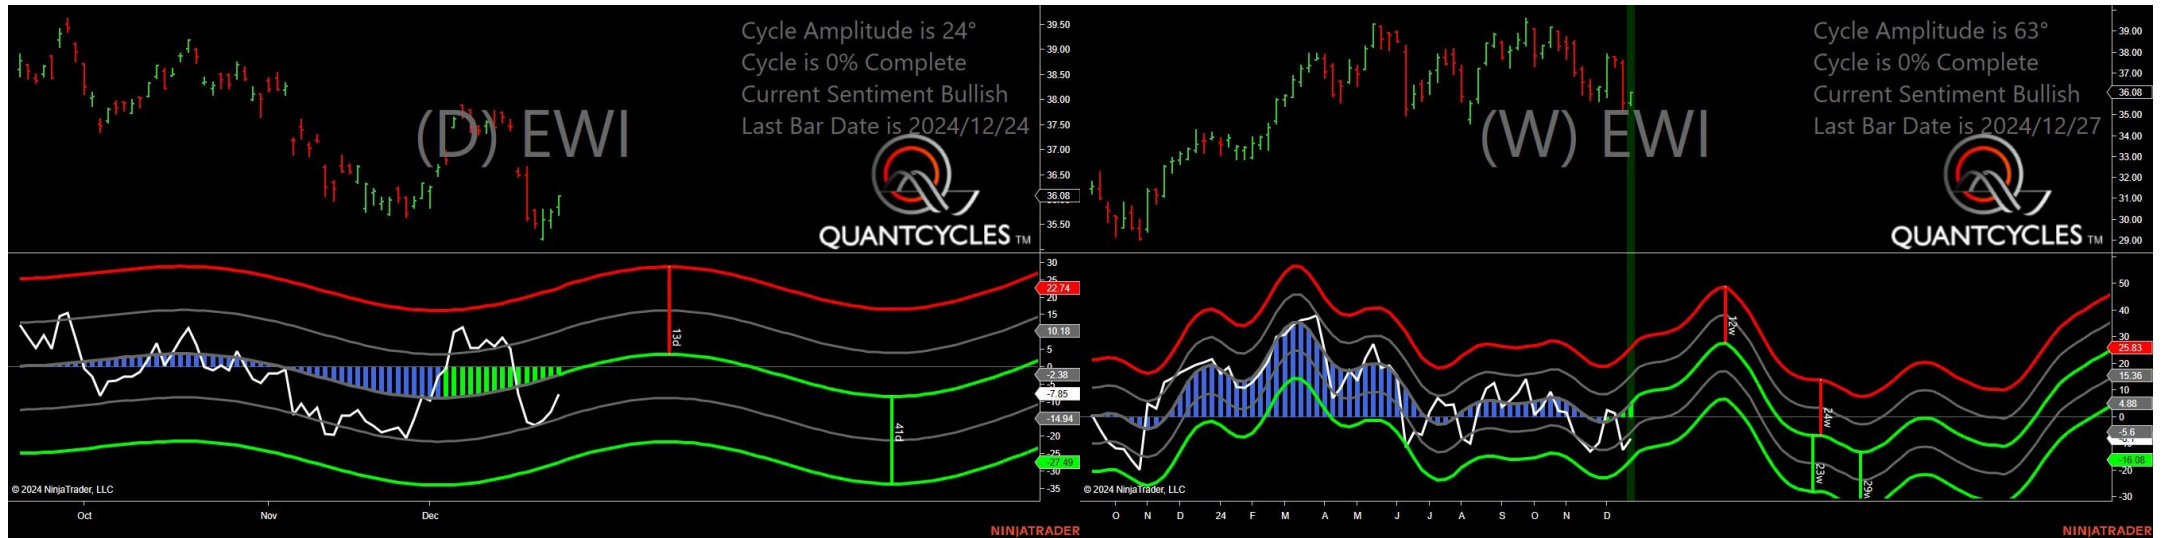 Cycle Amplitude is 24°
Cycle is 0% Complete
Current Sentiment Bullish
Last Bar Date is 2024/12/24
(D) EWI
QUANTCYCLES TM
39.50
39.00
38.50
38.00
37.50
37.00
36.50
36.08
35.50
30
25
22.74
20
15
10.18
5
0
-2.38
-7.85
-10
-14.94
-20
-27.49
-30
-35
13d
41d
© 2024 NinjaTrader, LLC
Oct
Nov
Dec
NINJATRADER
Cycle Amplitude is 63°
Cycle is 0% Complete
Current Sentiment Bullish
Last Bar Date is 2024/12/27
(W) EWI
QUANTCYCLES TM
39.00
38.00
37.00
36.08
35.00
34.00
33.00
32.00
31.00
30.00
29.00
50
40
30
25.83
20
15.36
10
4.88
0
-5.6
-16.08
-20
-30
12w
24w
23w
29w
© 2024 NinjaTrader, LLC
O N D 24 F M A M J J A S O N D
NINJATRADER